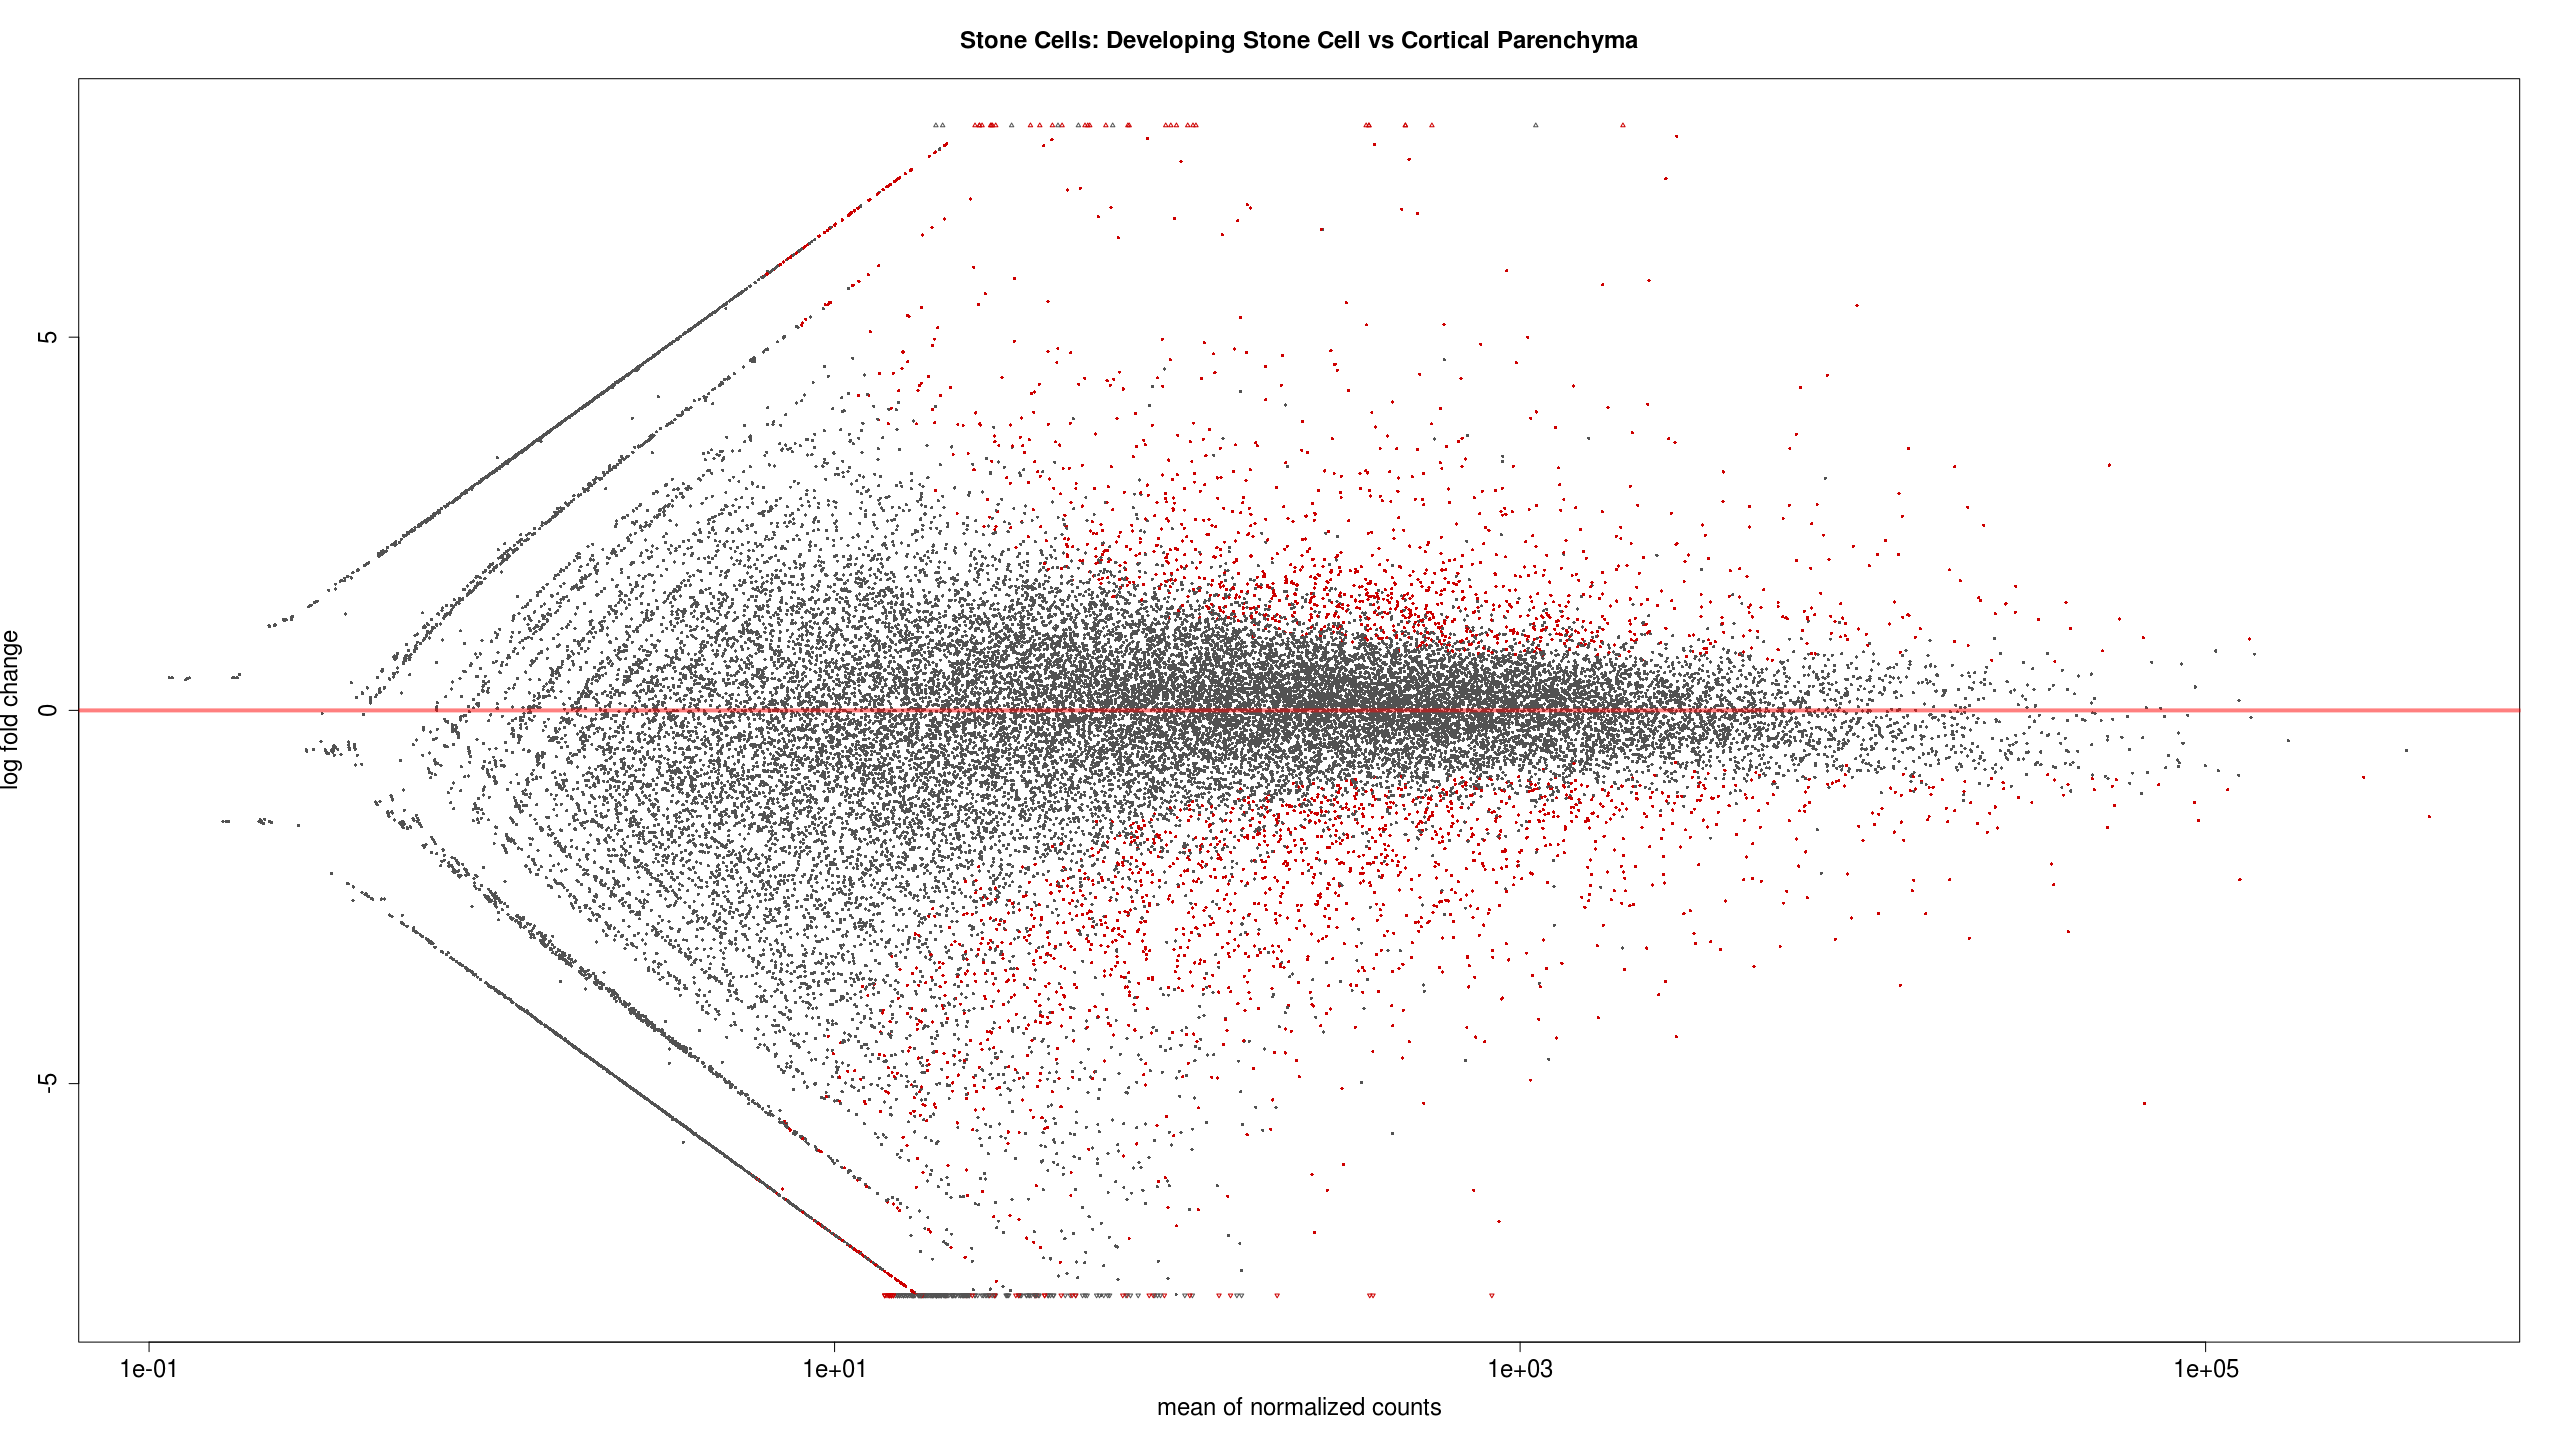 Stone Cells: Developing Stone Cell vs Cortical Parenchyma
log fold change
5
0
-5
1e-01
1e+01
1e+03
1e+05
mean of normalized counts